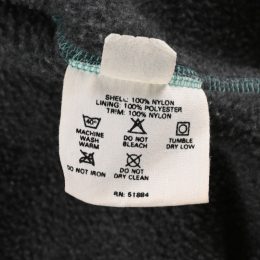 SHELL: 100% NYLON
LINING: 100% POLYESTER
TRIM: 100% NYLON
40°
MACHINE WASH WARM
DO NOT BLEACH
TUMBLE DRY LOW
DO NOT IRON
DO NOT DRY CLEAN
RN: 51884